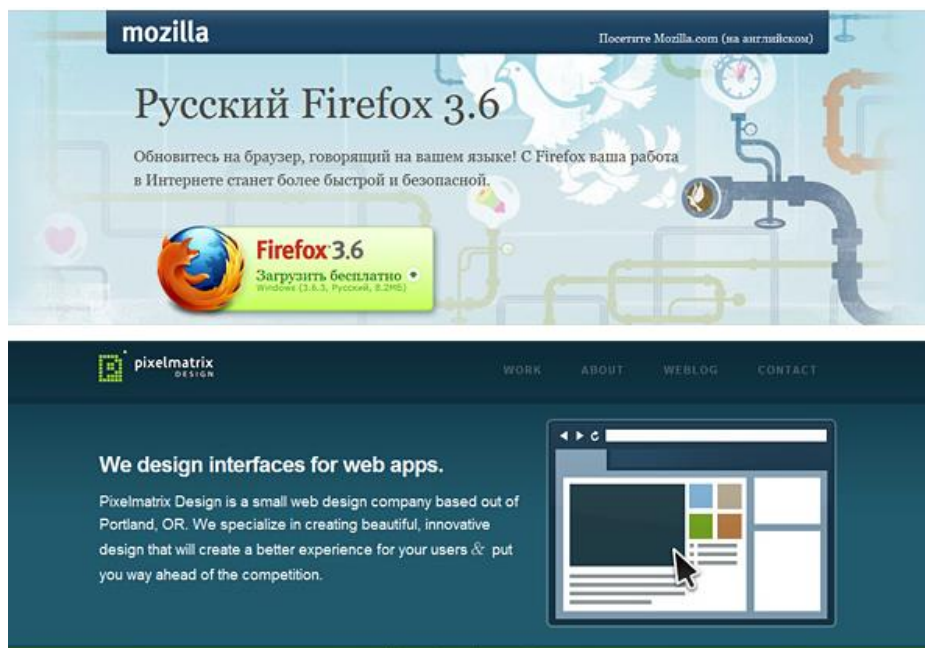 mozilla
Посетите Mozilla.com (на английском)
Русский Firefox 3.6
Обновитесь на браузер, говорящий на вашем языке! С Firefox ваша работа
в Интернете станет более быстрой и безопасной.
Firefox 3.6
Загрузить бесплатно
Windows (3.6.3, Русский, 8.2МБ)
pixelmatrix
DESIGN
WORK ABOUT WEBLOG CONTACT
We design interfaces for web apps.
Pixelmatrix Design is a small web design company based out of
Portland, OR. We specialize in creating beautiful, innovative
design that will create a better experience for your users & put
you way ahead of the competition.